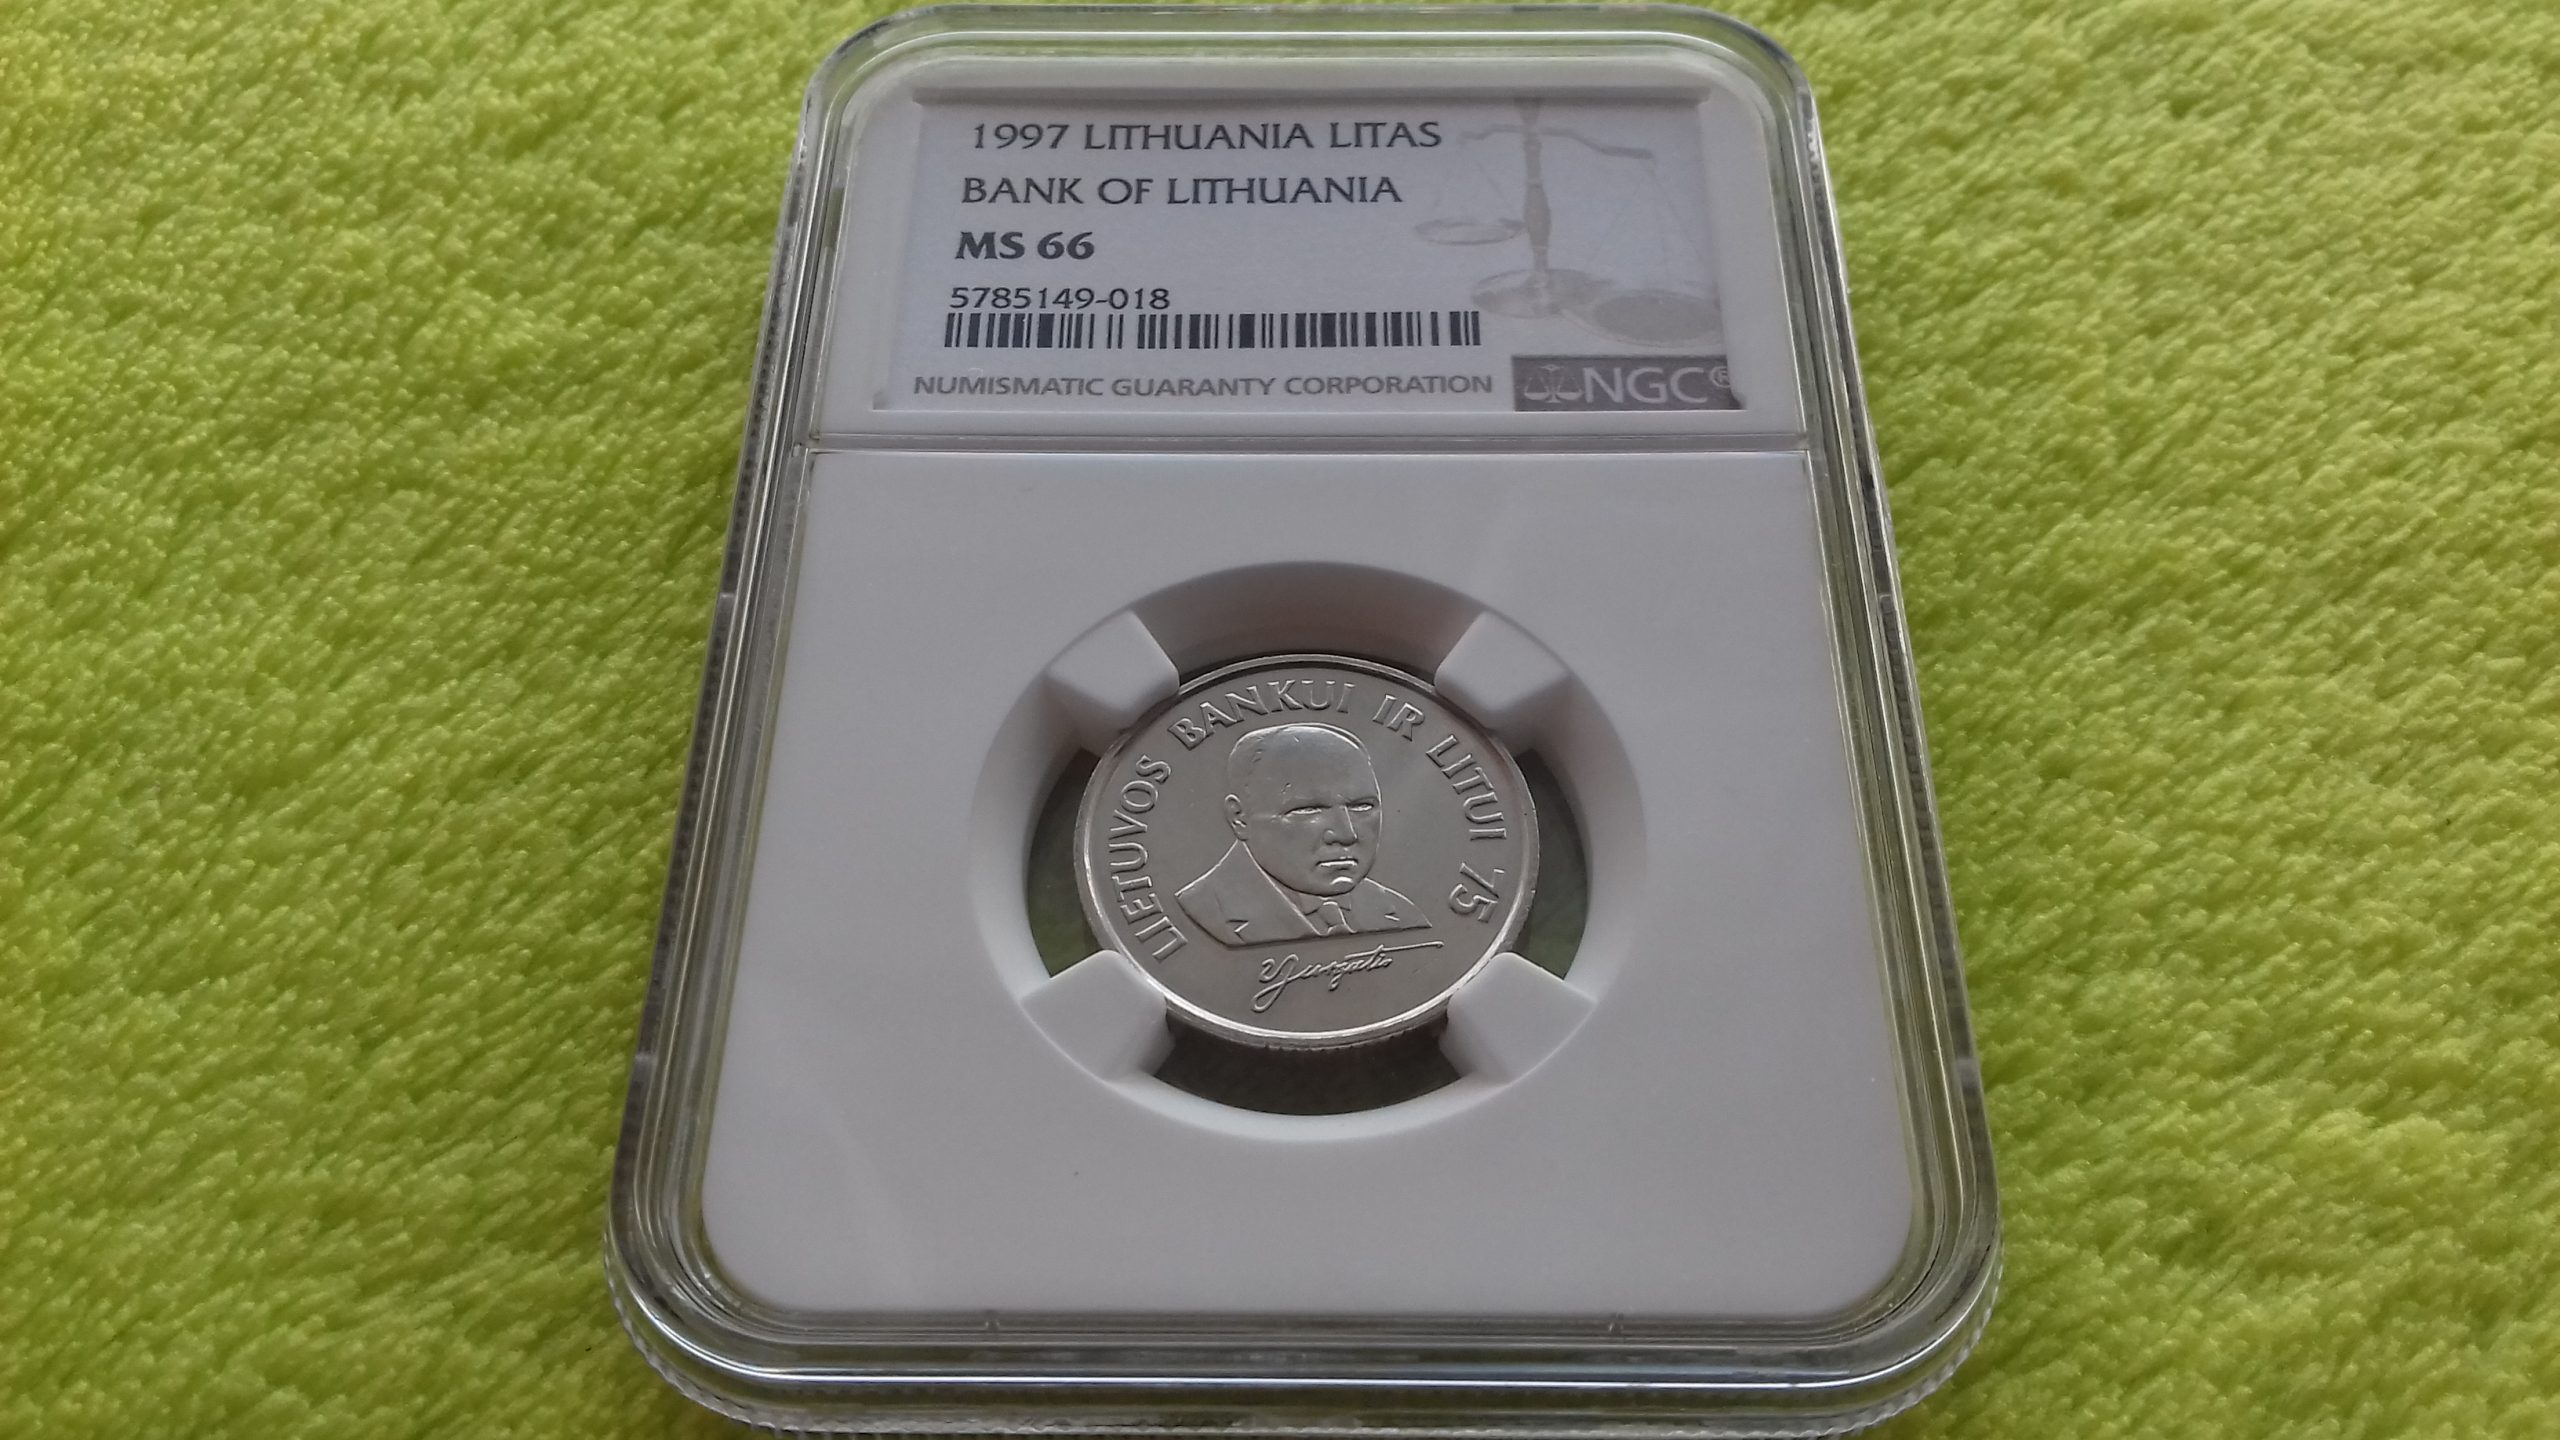 1997 LITHUANIA LITAS
BANK OF LITHUANIA
MS 66
5785149-018
NUMISMATIC GUARANTY CORPORATION
NGC®
LIETUVOS BANKUI IR LITUI 75